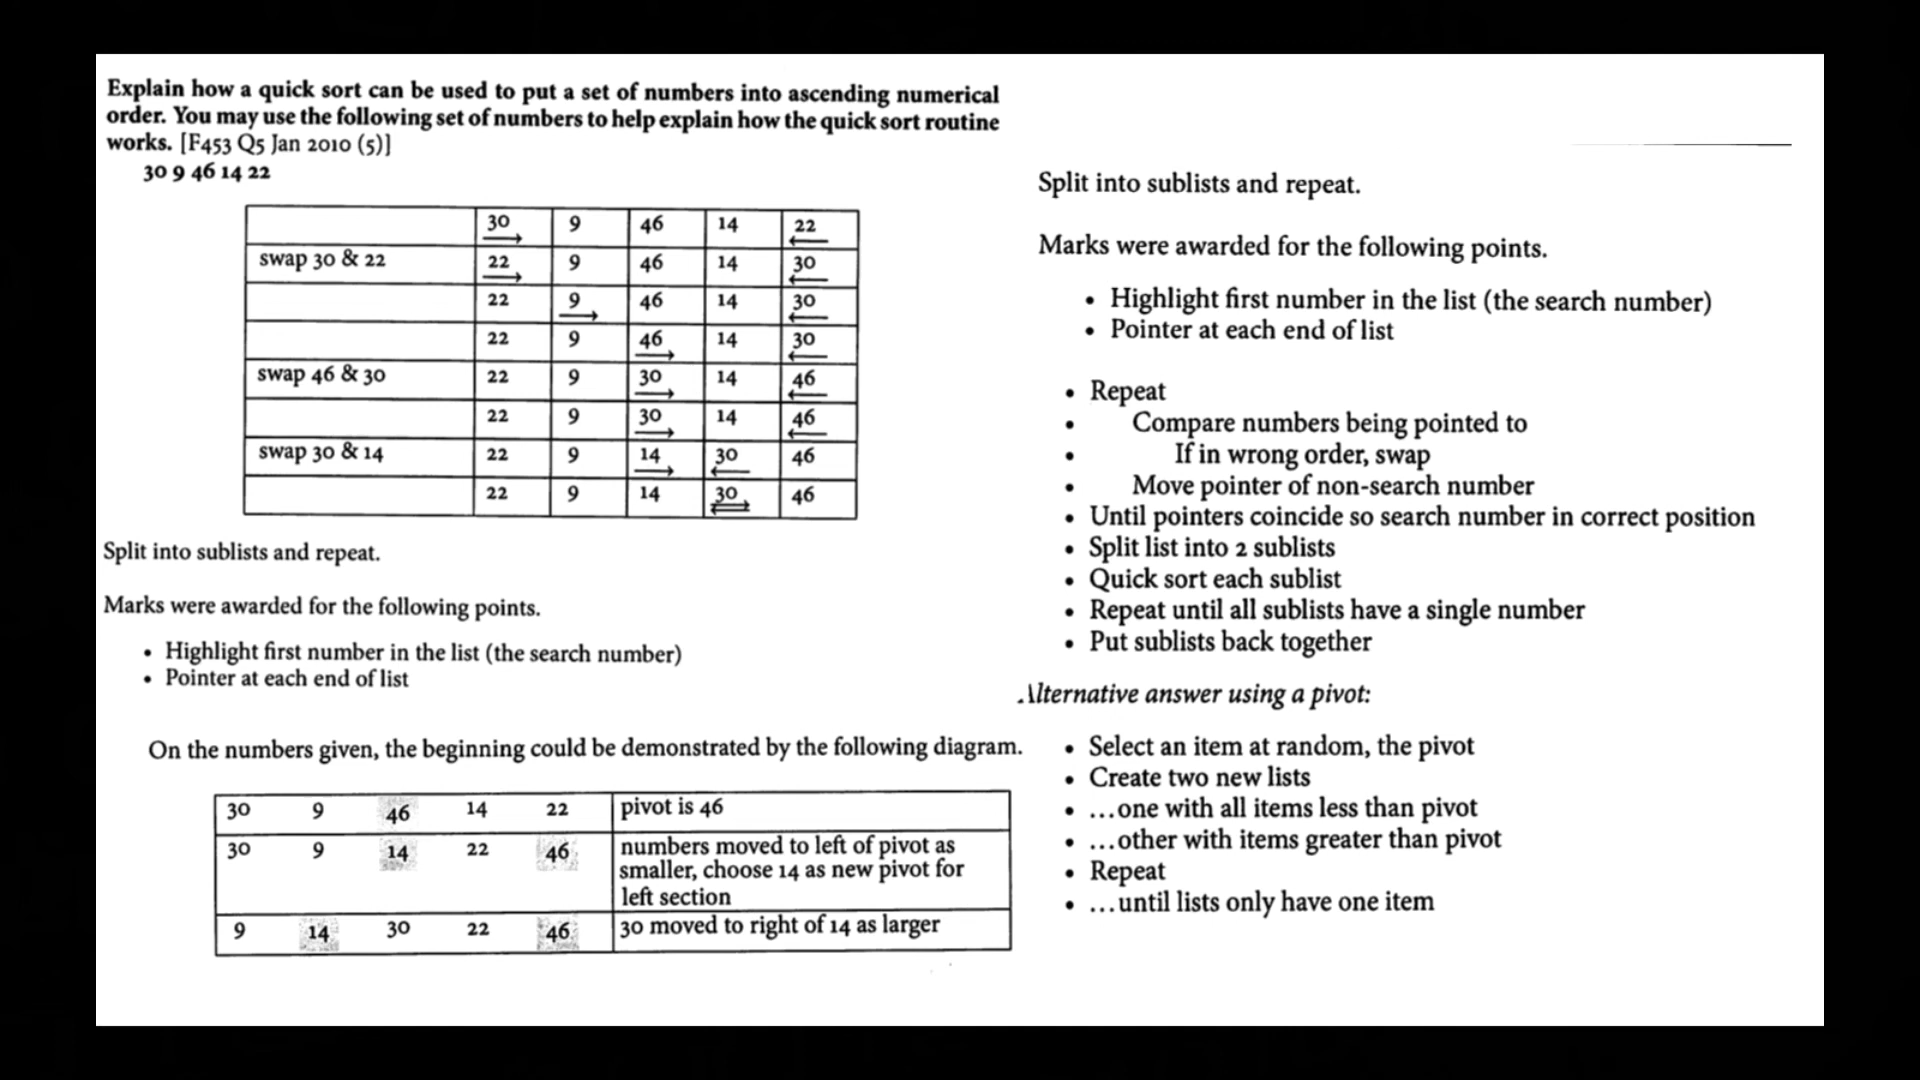 Explain how a quick sort can be used to put a set of numbers into ascending numerical
order. You may use the following set of numbers to help explain how the quick sort routine
works. [F453 Q5 Jan 2010 (5)]
30 9 46 14 22
30 9 46 14 22
swap 30 & 22 22 9 46 14 30
22 9 46 14 30
22 9 46 14 30
swap 46 & 30 22 9 30 14 46
22 9 30 14 46
swap 30 & 14 22 9 14 30 46
22 9 14 30 46
Split into sublists and repeat.
Marks were awarded for the following points.
• Highlight first number in the list (the search number)
• Pointer at each end of list
On the numbers given, the beginning could be demonstrated by the following diagram.
30 9 46 14 22 pivot is 46
30 9 14 22 46 numbers moved to left of pivot as
smaller, choose 14 as new pivot for
left section
9 14 30 22 46 30 moved to right of 14 as larger
Split into sublists and repeat.
Marks were awarded for the following points.
• Highlight first number in the list (the search number)
• Pointer at each end of list
• Repeat
• Compare numbers being pointed to
• If in wrong order, swap
• Move pointer of non-search number
• Until pointers coincide so search number in correct position
• Split list into 2 sublists
• Quick sort each sublist
• Repeat until all sublists have a single number
• Put sublists back together
Alternative answer using a pivot:
• Select an item at random, the pivot
• Create two new lists
• ...one with all items less than pivot
• ...other with items greater than pivot
• Repeat
• ...until lists only have one item